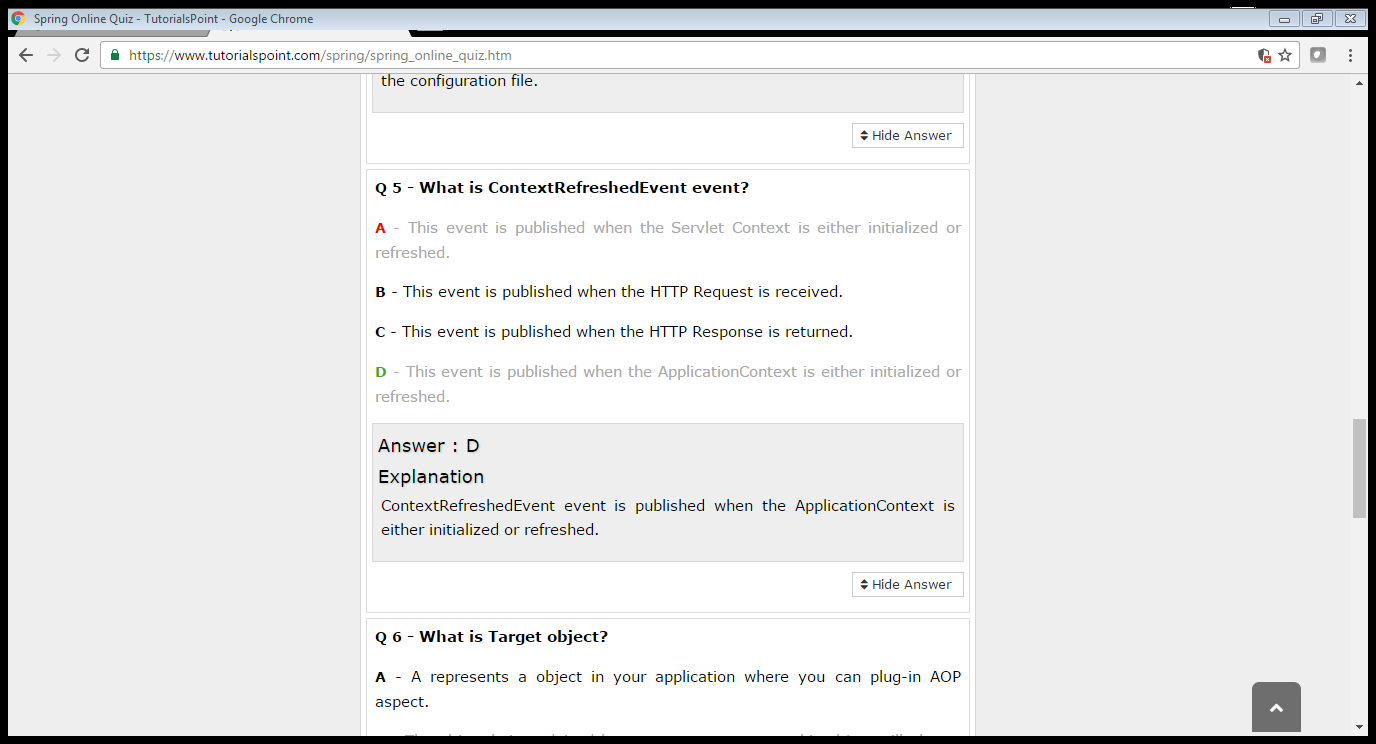 Spring Online Quiz - TutorialsPoint - Google Chrome
https://www.tutorialspoint.com/spring/spring_online_quiz.htm
the configuration file.
Hide Answer
Q 5 - What is ContextRefreshedEvent event?
A - This event is published when the Servlet Context is either initialized or
refreshed.
B - This event is published when the HTTP Request is received.
C - This event is published when the HTTP Response is returned.
D - This event is published when the ApplicationContext is either initialized or
refreshed.
Answer : D
Explanation
ContextRefreshedEvent event is published when the ApplicationContext is
either initialized or refreshed.
Hide Answer
Q 6 - What is Target object?
A - A represents a object in your application where you can plug-in AOP
aspect.